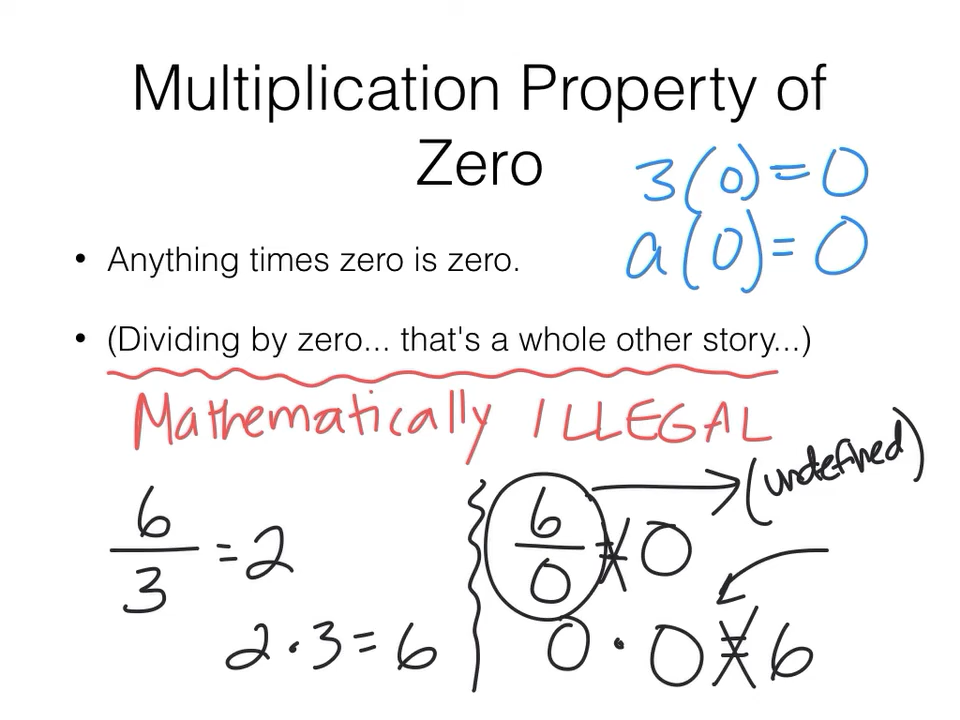 Multiplication Property of
Zero
3(0)=0
a(0)=0
• Anything times zero is zero.
• (Dividing by zero... that's a whole other story...)
Mathematically ILLEGAL
(undefined)
6/3 = 2
6/0 ≠ 0
2·3=6
0·0≠6